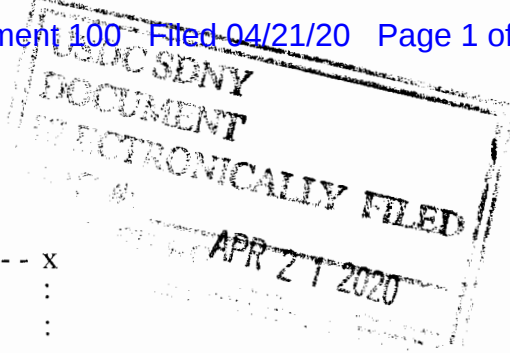 ment 100 Filed 04/21/20 Page 1 of
USDC SDNY
DOCUMENT
ELECTRONICALLY FILED
APR 21 2020
- - x
:
: